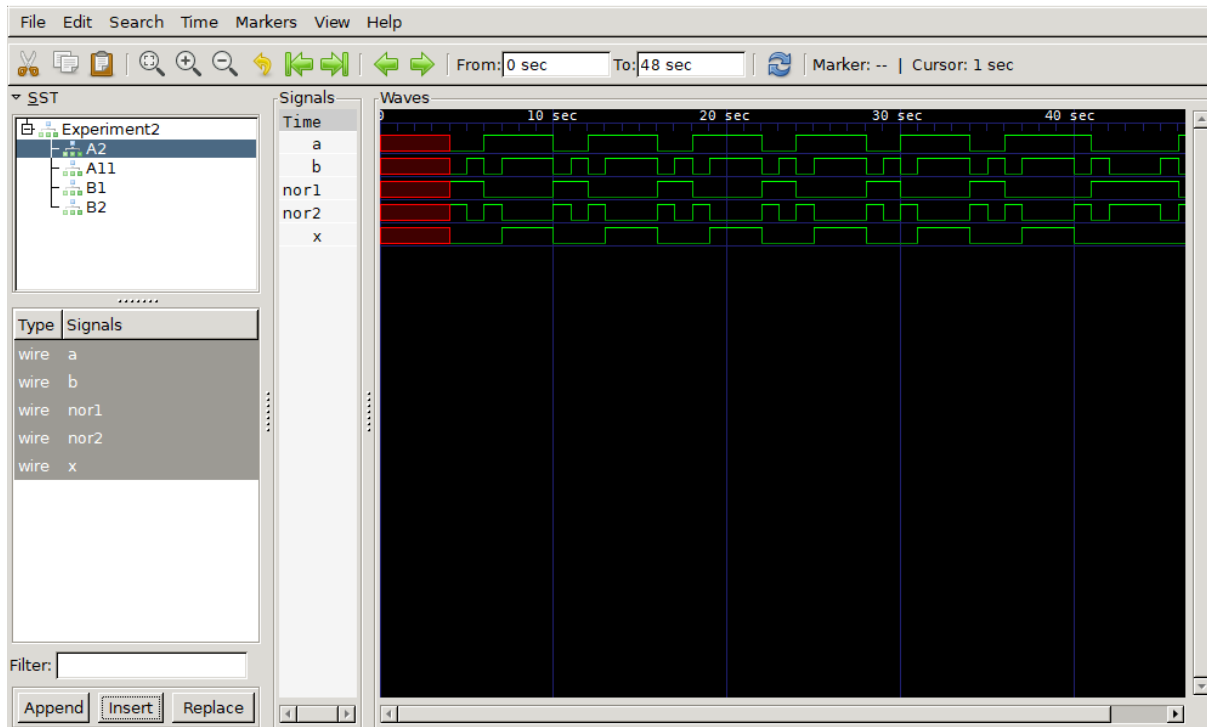 File Edit Search Time Markers View Help
From: 0 sec To: 48 sec Marker: -- | Cursor: 1 sec
SST
Experiment2
A2
A11
B1
B2
Type Signals
wire a
wire b
wire nor1
wire nor2
wire x
Filter:
Append Insert Replace
Signals
Time
a
b
nor1
nor2
x
Waves
0 10 sec 20 sec 30 sec 40 sec